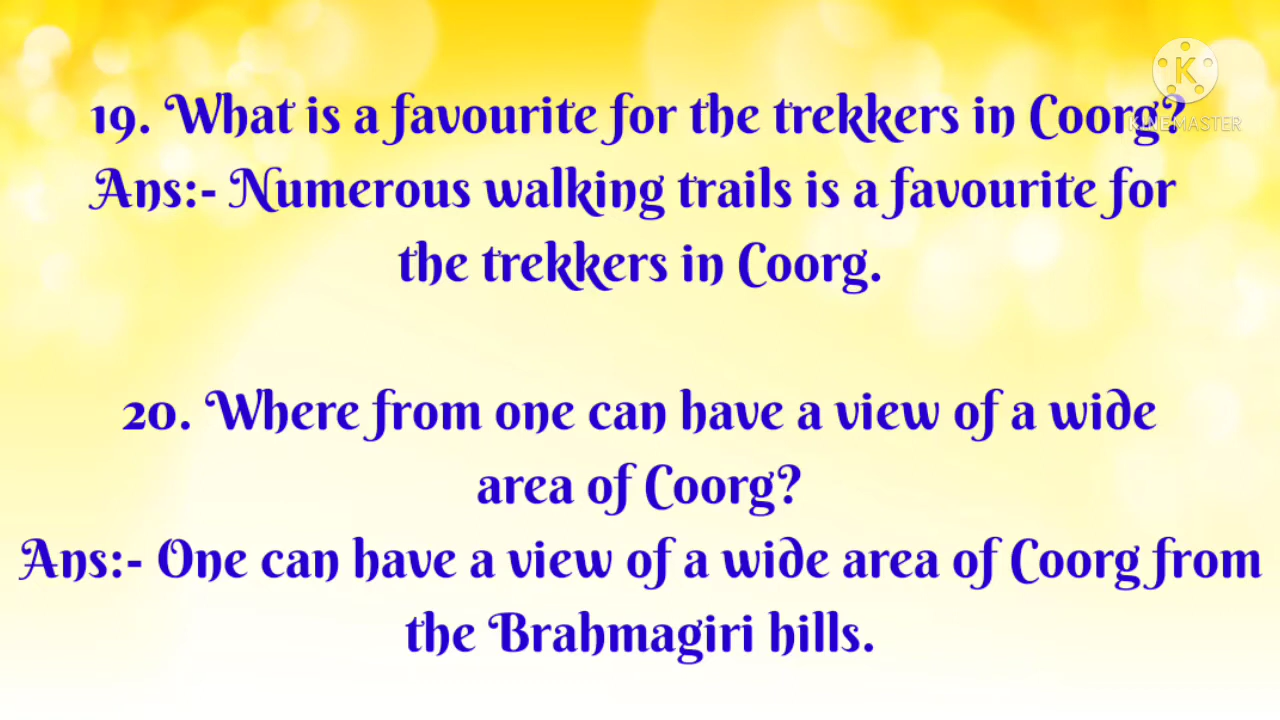 19. What is a favourite for the trekkers in Coorg?
Ans:- Numerous walking trails is a favourite for
the trekkers in Coorg.
20. Where from one can have a view of a wide
area of Coorg?
Ans:- One can have a view of a wide area of Coorg from
the Brahmagiri hills.
K
KINEMASTER